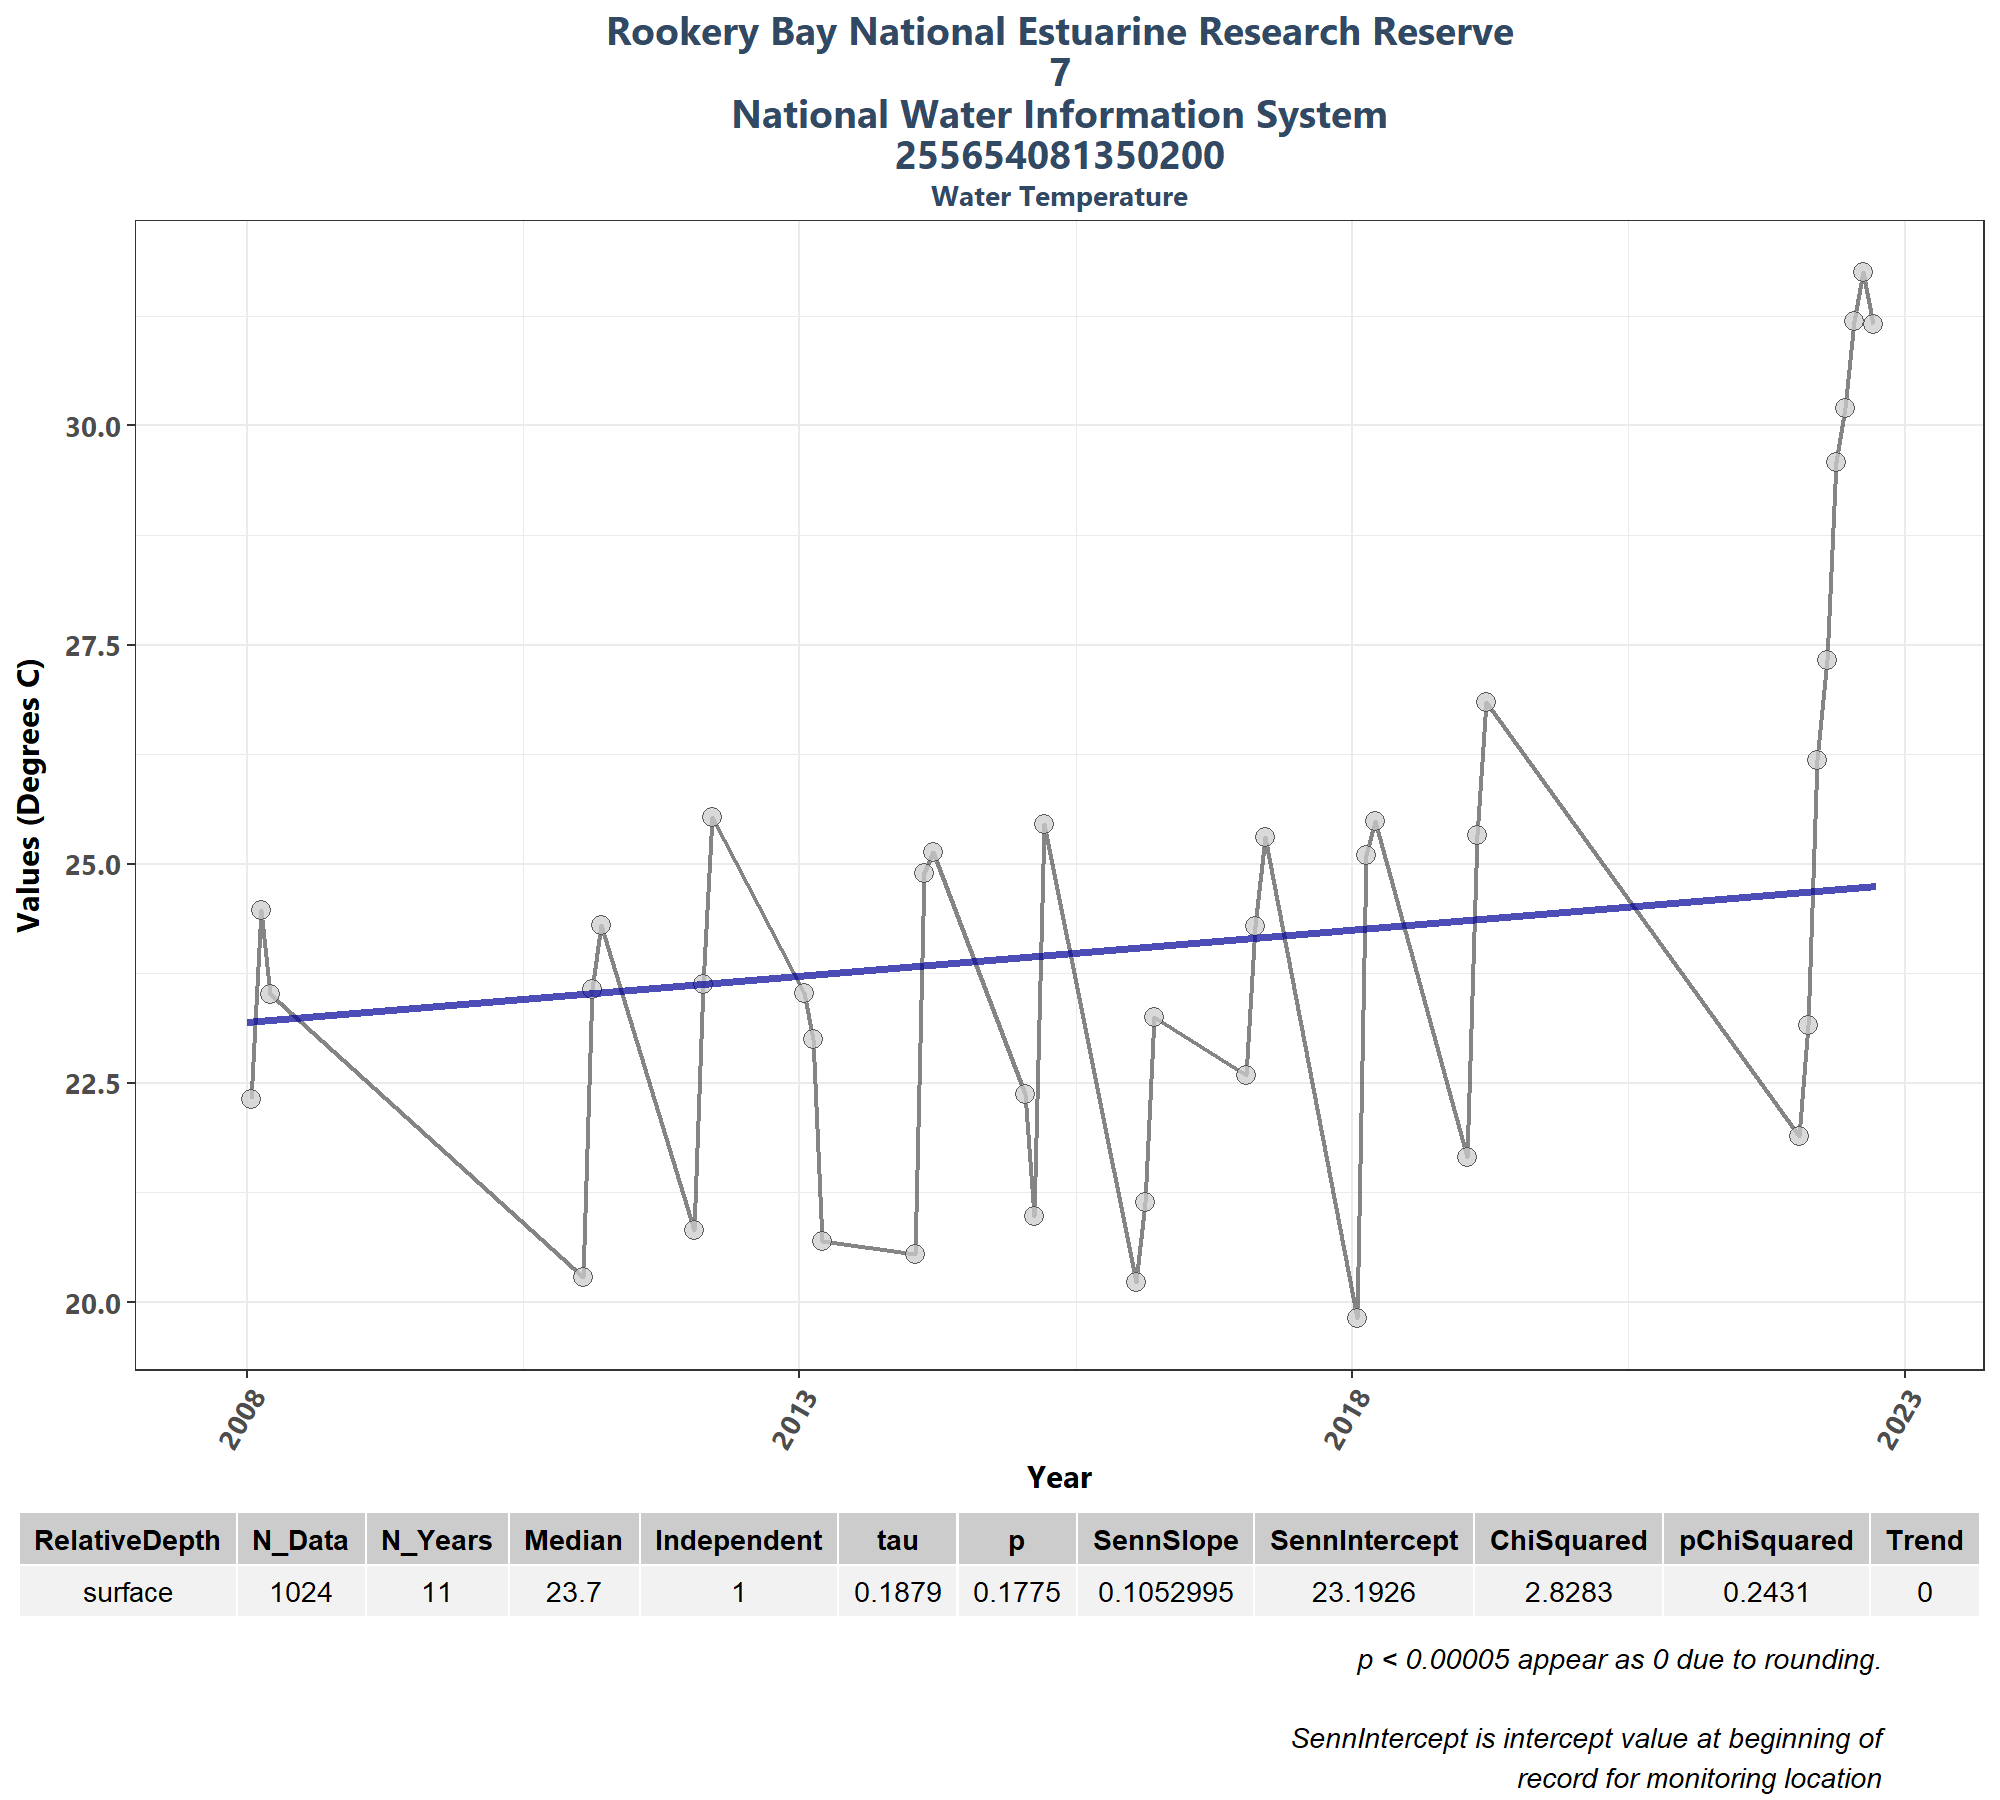 Rookery Bay National Estuarine Research Reserve
7
National Water Information System
255654081350200
Water Temperature
Values (Degrees C)
30.0
27.5
25.0
22.5
20.0
2008
2013
2018
2023
Year
RelativeDepth N_Data N_Years Median Independent tau p SennSlope SennIntercept ChiSquared pChiSquared Trend
surface 1024 11 23.7 1 0.1879 0.1775 0.1052995 23.1926 2.8283 0.2431 0
p < 0.00005 appear as 0 due to rounding.
SennIntercept is intercept value at beginning of
record for monitoring location